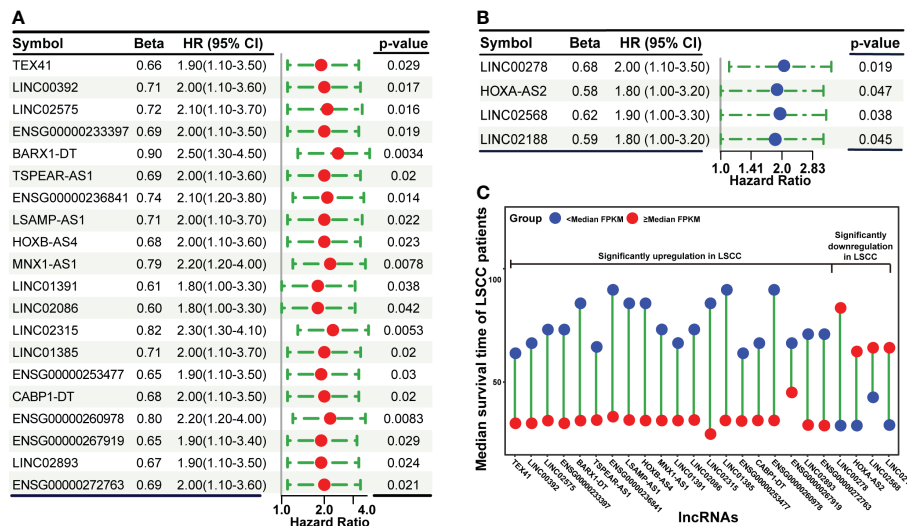 A
Symbol Beta HR (95% CI) p-value
TEX41 0.66 1.90(1.10-3.50) 0.029
LINC00392 0.71 2.00(1.10-3.60) 0.017
LINC02575 0.72 2.10(1.10-3.70) 0.016
ENSG00000233397 0.69 2.00(1.10-3.50) 0.019
BARX1-DT 0.90 2.50(1.30-4.50) 0.0034
TSPEAR-AS1 0.69 2.00(1.10-3.60) 0.02
ENSG00000236841 0.74 2.10(1.20-3.80) 0.014
LSAMP-AS1 0.71 2.00(1.10-3.70) 0.022
HOXB-AS4 0.68 2.00(1.10-3.60) 0.023
MNX1-AS1 0.79 2.20(1.20-4.00) 0.0078
LINC01391 0.61 1.80(1.00-3.30) 0.038
LINC02086 0.60 1.80(1.00-3.30) 0.042
LINC02315 0.82 2.30(1.30-4.10) 0.0053
LINC01385 0.71 2.00(1.10-3.70) 0.02
ENSG00000253477 0.65 1.90(1.10-3.50) 0.03
CABP1-DT 0.68 2.00(1.10-3.50) 0.02
ENSG00000260978 0.80 2.20(1.20-4.00) 0.0083
ENSG00000267919 0.65 1.90(1.10-3.40) 0.029
LINC02893 0.67 1.90(1.10-3.50) 0.024
ENSG00000272763 0.69 2.00(1.10-3.60) 0.021
1.0 2.0 4.0
Hazard Ratio
B
Symbol Beta HR (95% CI) p-value
LINC00278 0.68 2.00 (1.10-3.50) 0.019
HOXA-AS2 0.58 1.80 (1.00-3.20) 0.047
LINC02568 0.62 1.90 (1.00-3.30) 0.038
LINC02188 0.59 1.80 (1.00-3.20) 0.045
1.0 1.41 2.0 2.83
Hazard Ratio
C
Group <Median FPKM ≥Median FPKM
Significantly upregulation in LSCC
Significantly
downregulation
in LSCC
Median survival time of LSCC patients
100
50
TEX41
LINC00392
LINC02575
ENSG00000233397
BARX1-DT
TSPEAR-AS1
ENSG00000236841
LSAMP-AS1
HOXB-AS4
MNX1-AS1
LINC01391
LINC02086
LINC02315
LINC01385
ENSG00000253477
CABP1-DT
ENSG00000260978
ENSG00000267919
LINC02893
ENSG00000272763
LINC00278
HOXA-AS2
LINC02568
lncRNAs